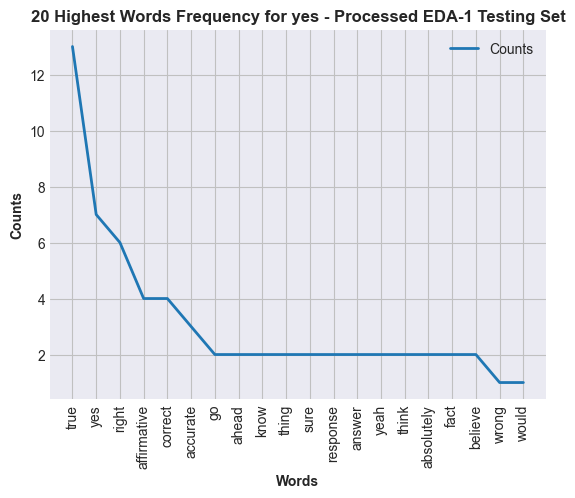 20 Highest Words Frequency for yes - Processed EDA-1 Testing Set
Counts
Counts
12
10
8
6
4
2
true
yes
right
affirmative
correct
accurate
go
ahead
know
thing
sure
response
answer
yeah
think
absolutely
fact
believe
wrong
would
Words